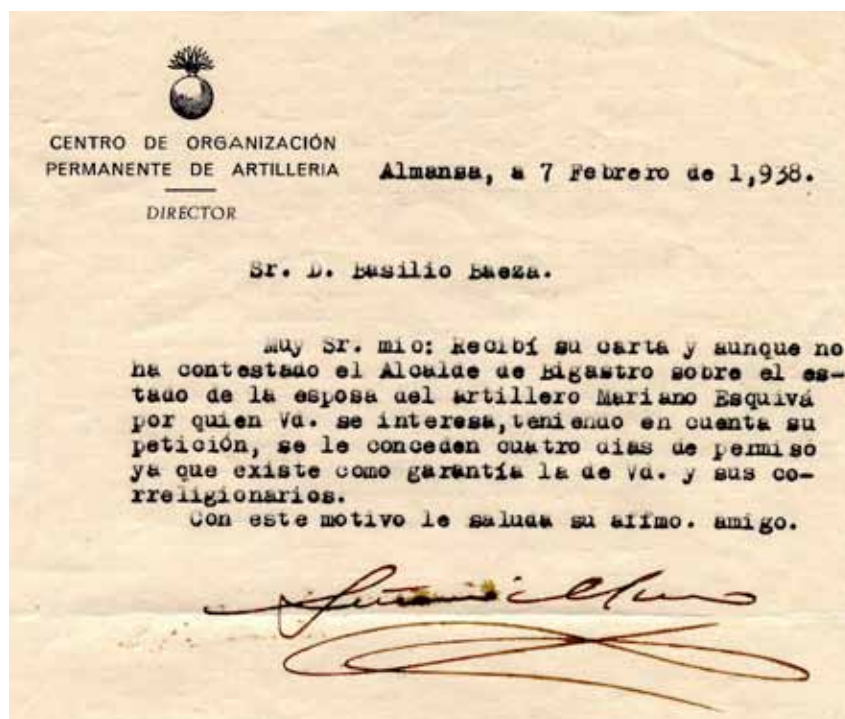 CENTRO DE ORGANIZACIÓN
PERMANENTE DE ARTILLERIA
DIRECTOR
Almansa, a 7 Febrero de 1,938.
Sr. D. Basilio Baeza.
Muy Sr. mio: Recibí su carta y aunque no
ha contestado el Alcalde de Bigastro sobre el es-
tado de la esposa del artillero Mariano Esquivá
por quien Vd. se interesa,teniendo en cuenta su
petición, se le conceden cuatro dias de permiso
ya que existe como garantía la de Vd. y sus co-
rreligionarios.
Con este motivo le saluda su affmo. amigo.